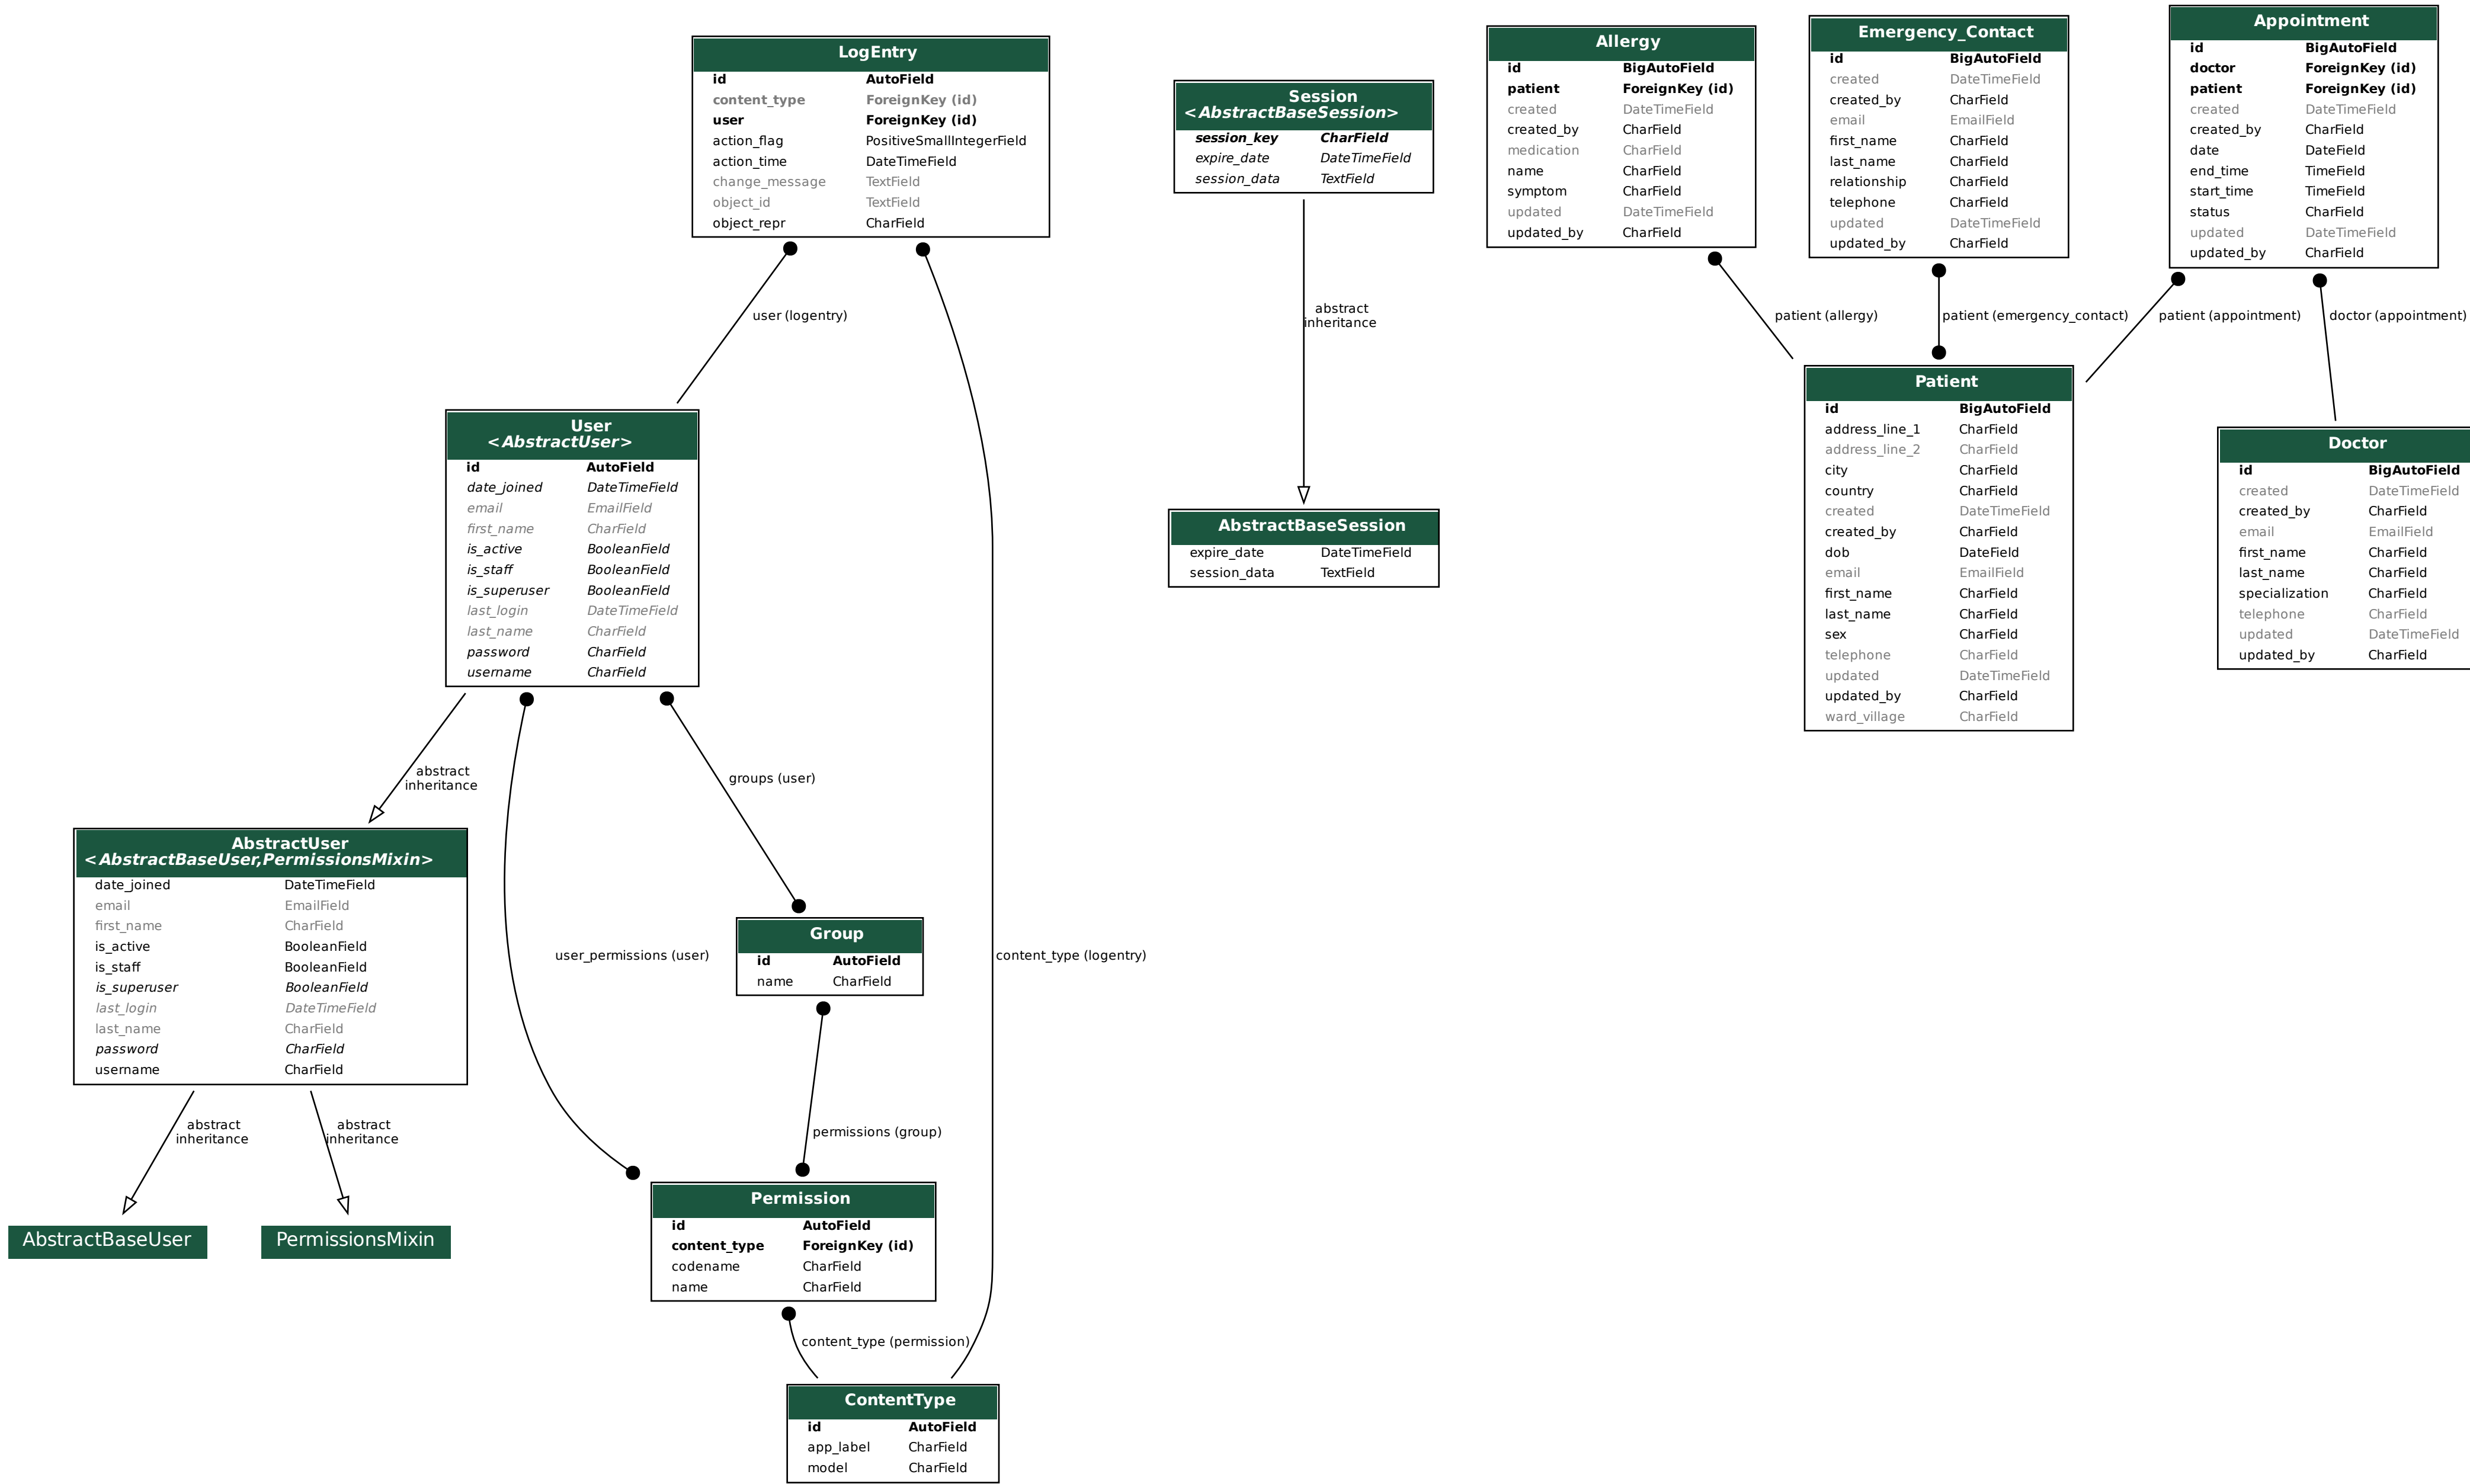 LogEntry
id AutoField
content_type ForeignKey (id)
user ForeignKey (id)
action_flag PositiveSmallIntegerField
action_time DateTimeField
change_message TextField
object_id TextField
object_repr CharField
Session
<AbstractBaseSession>
session_key CharField
expire_date DateTimeField
session_data TextField
Allergy
id BigAutoField
patient ForeignKey (id)
created DateTimeField
created_by CharField
medication CharField
name CharField
symptom CharField
updated DateTimeField
updated_by CharField
Emergency_Contact
id BigAutoField
created DateTimeField
created_by CharField
email EmailField
first_name CharField
last_name CharField
relationship CharField
telephone CharField
updated DateTimeField
updated_by CharField
Appointment
id BigAutoField
doctor ForeignKey (id)
patient ForeignKey (id)
created DateTimeField
created_by CharField
date DateField
end_time TimeField
start_time TimeField
status CharField
updated DateTimeField
updated_by CharField
user (logentry)
abstract
inheritance
patient (allergy)
patient (emergency_contact)
patient (appointment)
doctor (appointment)
User
<AbstractUser>
id AutoField
date_joined DateTimeField
email EmailField
first_name CharField
is_active BooleanField
is_staff BooleanField
is_superuser BooleanField
last_login DateTimeField
last_name CharField
password CharField
username CharField
AbstractBaseSession
expire_date DateTimeField
session_data TextField
Patient
id BigAutoField
address_line_1 CharField
address_line_2 CharField
city CharField
country CharField
created DateTimeField
created_by CharField
dob DateField
email EmailField
first_name CharField
last_name CharField
sex CharField
telephone CharField
updated DateTimeField
updated_by CharField
ward_village CharField
Doctor
id BigAutoField
created DateTimeField
created_by CharField
email EmailField
first_name CharField
last_name CharField
specialization CharField
telephone CharField
updated DateTimeField
updated_by CharField
abstract
inheritance
groups (user)
AbstractUser
<AbstractBaseUser,PermissionsMixin>
date_joined DateTimeField
email EmailField
first_name CharField
is_active BooleanField
is_staff BooleanField
is_superuser BooleanField
last_login DateTimeField
last_name CharField
password CharField
username CharField
user_permissions (user)
Group
id AutoField
name CharField
content_type (logentry)
abstract
inheritance
abstract
inheritance
permissions (group)
AbstractBaseUser
PermissionsMixin
Permission
id AutoField
content_type ForeignKey (id)
codename CharField
name CharField
content_type (permission)
ContentType
id AutoField
app_label CharField
model CharField